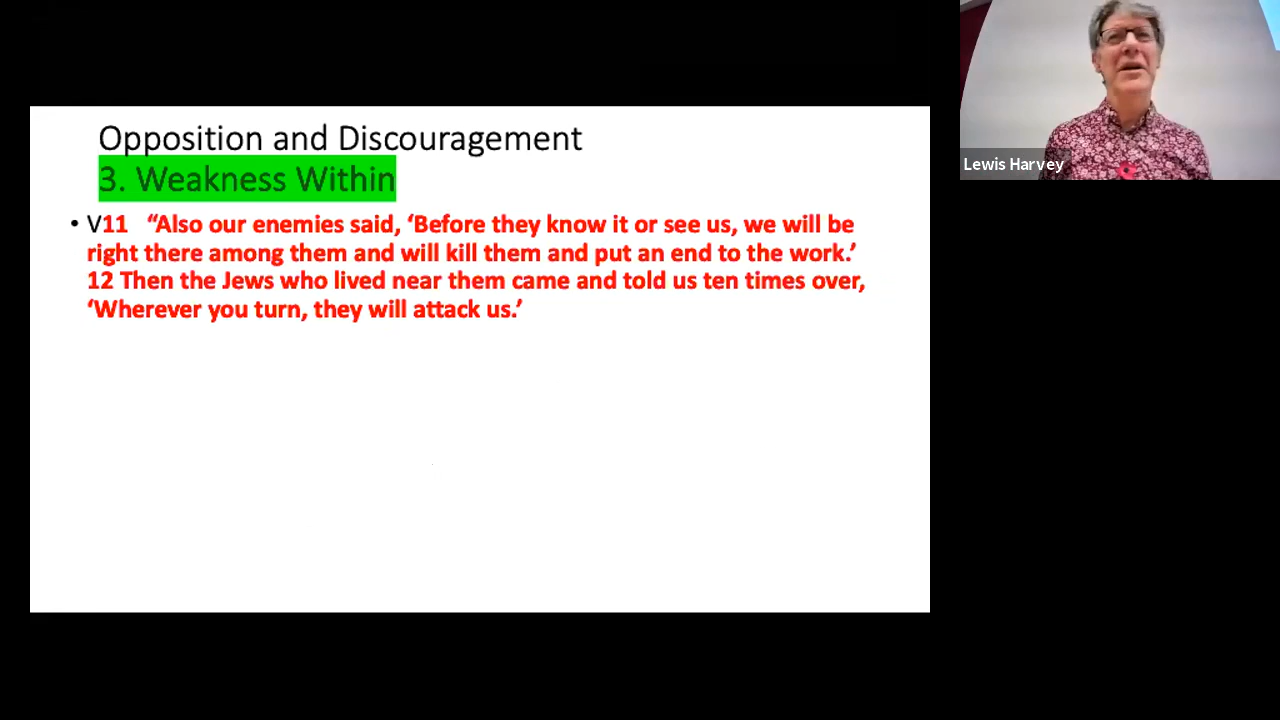 Opposition and Discouragement
3. Weakness Within
• V11 “Also our enemies said, ‘Before they know it or see us, we will be
right there among them and will kill them and put an end to the work.’
12 Then the Jews who lived near them came and told us ten times over,
‘Wherever you turn, they will attack us.’
Lewis Harvey